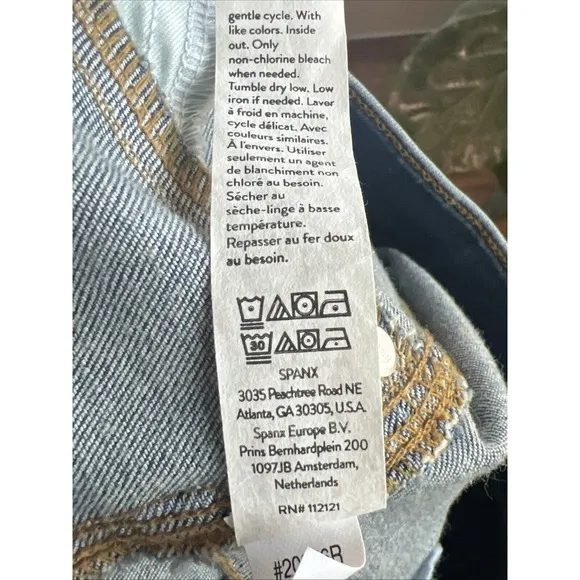 gentle cycle. With
like colors. Inside
out. Only
non-chlorine bleach
when needed.
Tumble dry low. Low
iron if needed. Laver
à froid en machine,
cycle délicat. Avec
couleurs similaires.
À l'envers. Utiliser
seulement un agent
de blanchiment non
chloré au besoin.
Sécher au
sèche-linge à basse
température.
Repasser au fer doux
au besoin.
30
SPANX
3035 Peachtree Road NE
Atlanta, GA 30305, U.S.A.
Spanx Europe B.V.
Prins Bernhardplein 200
1097JB Amsterdam,
Netherlands
RN# 112121